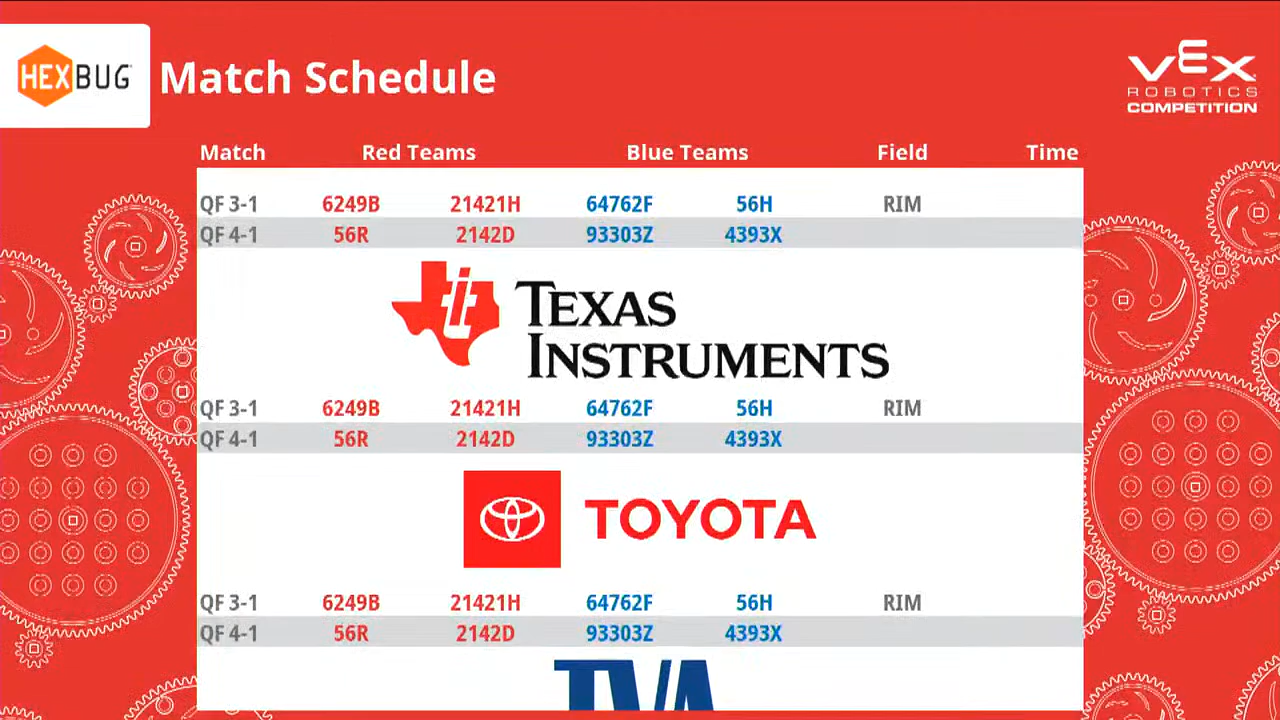 HEXBUG Match Schedule
VEX
ROBOTICS
COMPETITION
Match Red Teams Blue Teams Field Time
QF 3-1 6249B 21421H 64762F 56H RIM
QF 4-1 56R 2142D 93303Z 4393X
TEXAS
INSTRUMENTS
QF 3-1 6249B 21421H 64762F 56H RIM
QF 4-1 56R 2142D 93303Z 4393X
TOYOTA
QF 3-1 6249B 21421H 64762F 56H RIM
QF 4-1 56R 2142D 93303Z 4393X
TVA